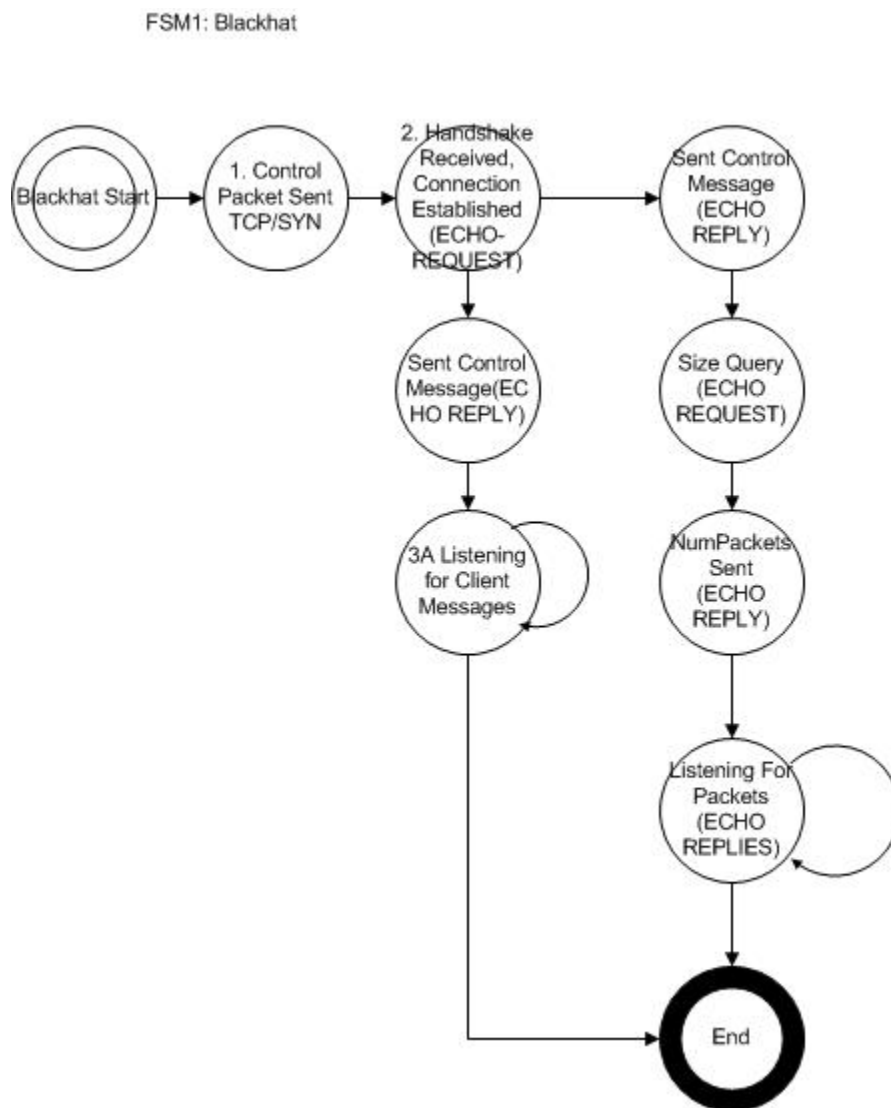 FSM1: Blackhat
Blackhat Start
1. Control
Packet Sent
TCP/SYN
2. Handshake
Received,
Connection
Established
(ECHO-
REQUEST)
Sent Control
Message
(ECHO
REPLY)
Sent Control
Message(EC
HO REPLY)
Size Query
(ECHO
REQUEST)
3A Listening
for Client
Messages
NumPackets
Sent
(ECHO
REPLY)
Listening For
Packets
(ECHO
REPLIES)
End